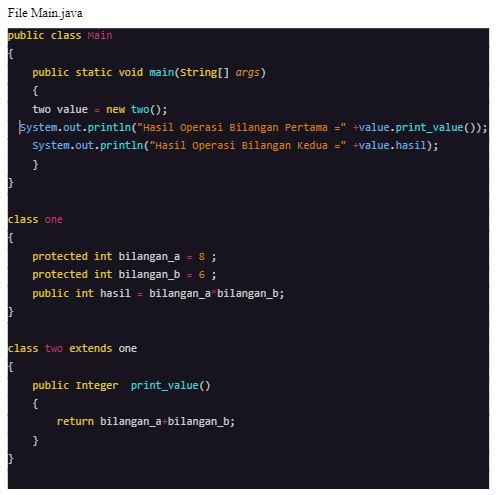 File Main.java
public class Main
{
public static void main(String[] args)
{
two value = new two();
System.out.println("Hasil Operasi Bilangan Pertama =" +value.print_value());
System.out.println("Hasil Operasi Bilangan Kedua =" +value.hasil);
}
}
class one
{
protected int bilangan_a = 8 ;
protected int bilangan_b = 6 ;
public int hasil = bilangan_a*bilangan_b;
}
class two extends one
{
public Integer  print_value()
{
return bilangan_a+bilangan_b;
}
}